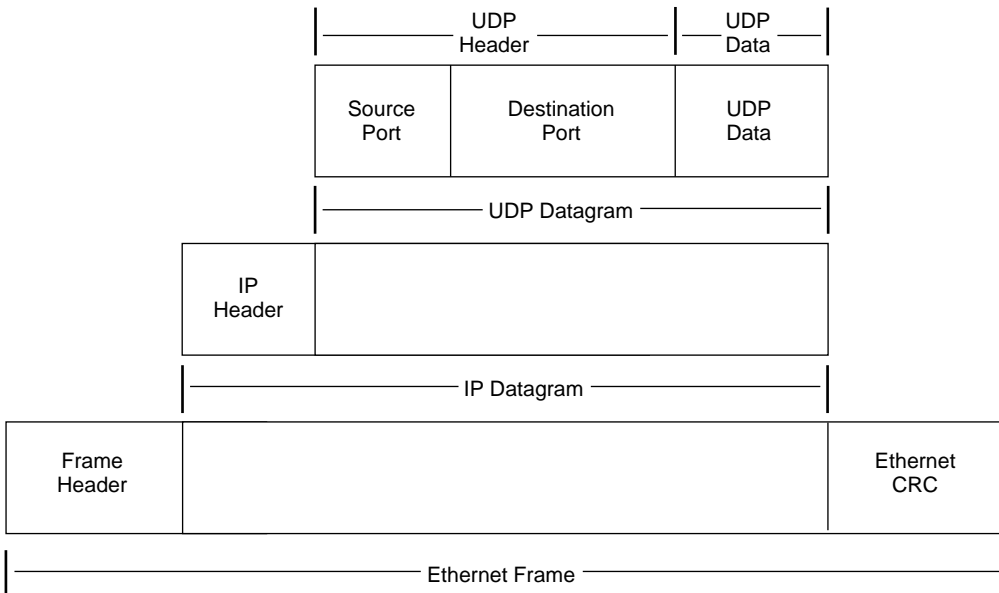 UDP
Header
UDP
Data
Source
Port
Destination
Port
UDP
Data
UDP Datagram
IP
Header
IP Datagram
Frame
Header
Ethernet
CRC
Ethernet Frame